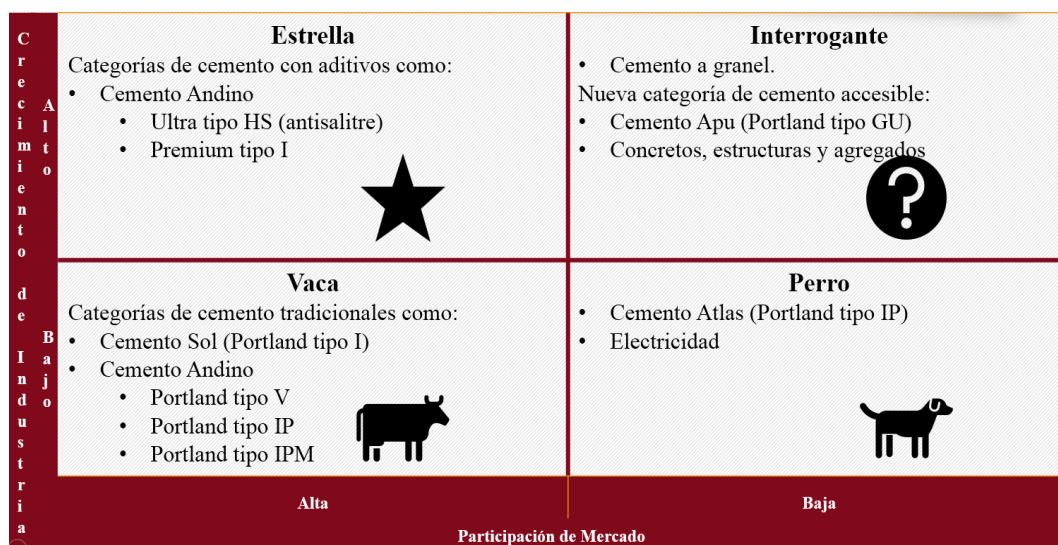 Crecimiento de Industria
Alto
Estrella
Categorías de cemento con aditivos como:
• Cemento Andino
• Ultra tipo HS (antisalitre)
• Premium tipo I
Interrogante
• Cemento a granel.
Nueva categoría de cemento accesible:
• Cemento Apu (Portland tipo GU)
• Concretos, estructuras y agregados
?
Bajo
Vaca
Categorías de cemento tradicionales como:
• Cemento Sol (Portland tipo I)
• Cemento Andino
• Portland tipo V
• Portland tipo IP
• Portland tipo IPM
Perro
• Cemento Atlas (Portland tipo IP)
• Electricidad
Alta
Baja
Participación de Mercado